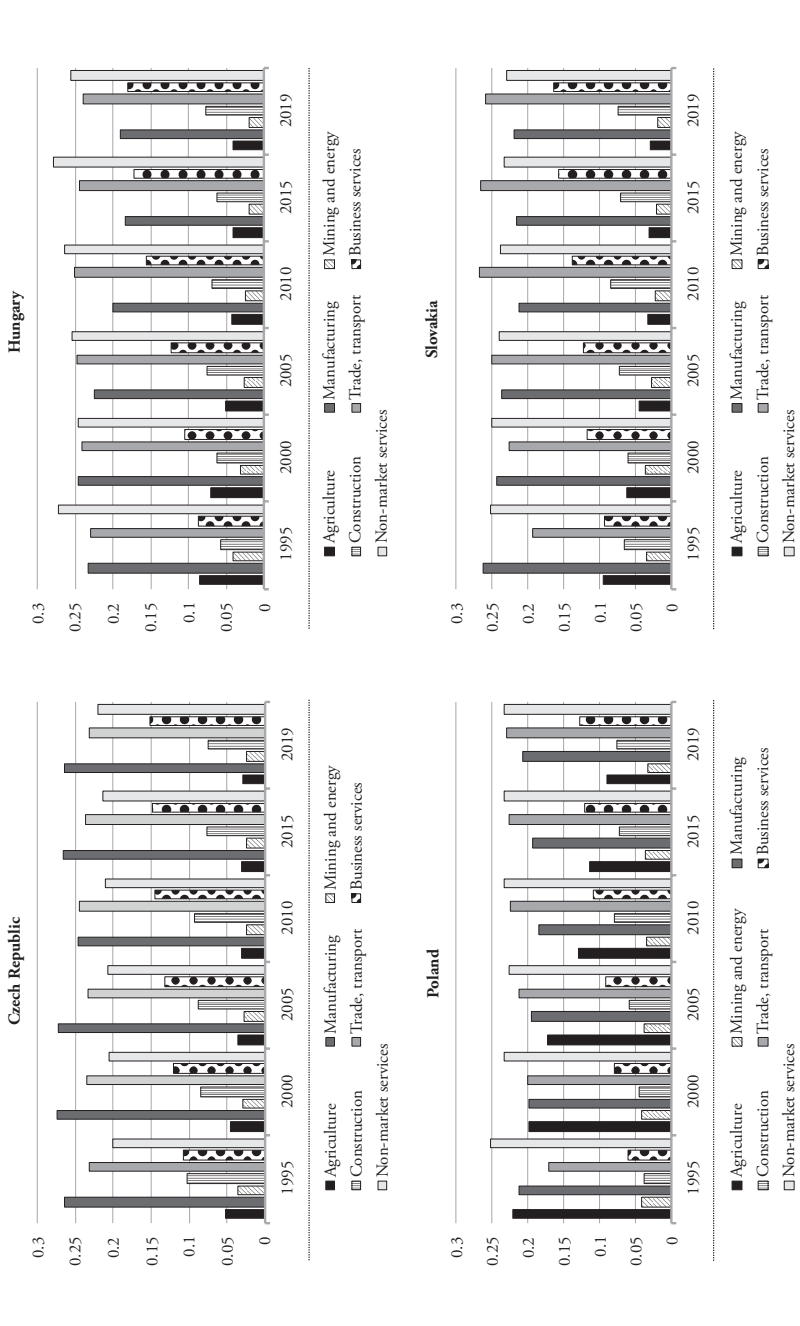 Czech Republic
0.3
0.25
0.2
0.15
0.1
0.05
0
1995 2000 2005 2010 2015 2019
Agriculture Manufacturing Mining and energy
Construction Trade, transport Business services
Non-market services
Hungary
0.3
0.25
0.2
0.15
0.1
0.05
0
1995 2000 2005 2010 2015 2019
Agriculture Manufacturing Mining and energy
Construction Trade, transport Business services
Non-market services
Poland
0.3
0.25
0.2
0.15
0.1
0.05
0
1995 2000 2005 2010 2015 2019
Agriculture Mining and energy Manufacturing
Construction Trade, transport Business services
Non-market services
Slovakia
0.3
0.25
0.2
0.15
0.1
0.05
0
1995 2000 2005 2010 2015 2019
Agriculture Manufacturing Mining and energy
Construction Trade, transport Business services
Non-market services